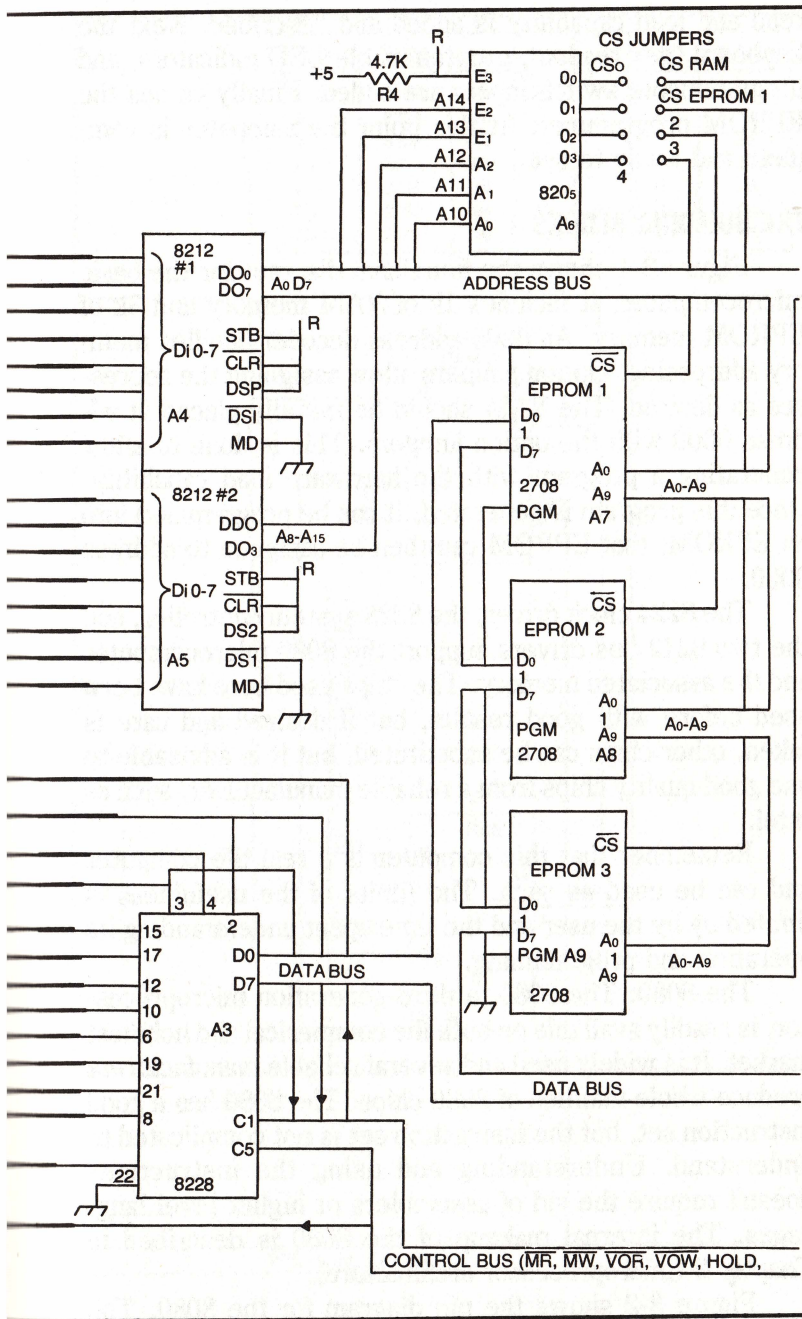 R
CS JUMPERS
+5
4.7K
R4
E3
O0
CS0
CS RAM
A14
E2
O1
CS EPROM 1
A13
E1
O2
2
A12
A2
O3
3
4
A11
A1
8205
A10
A0
A6
ADDRESS BUS
8212
#1
DO0
DO7
A0 D7
R
STB
Di 0-7
CLR
DSP
A4
DSI
MD
CS
EPROM 1
D0
1
D7
2708
A0
A9
A0-A9
PGM
A7
8212 #2
DDO
A8-A15
DO3
R
STB
Di 0-7
CLR
DS2
A5
DS1
MD
CS
EPROM 2
D0
1
D7
A0
A0-A9
PGM
A9
2708
A8
CS
EPROM 3
D0
1
D7
A0
PGM A9
A0-A9
2708
A9
3
4
2
15
17
D0
DATA BUS
D7
12
10
A3
6
19
21
8
C1
C5
22
8228
DATA BUS
CONTROL BUS (MR, MW, VOR, VOW, HOLD,